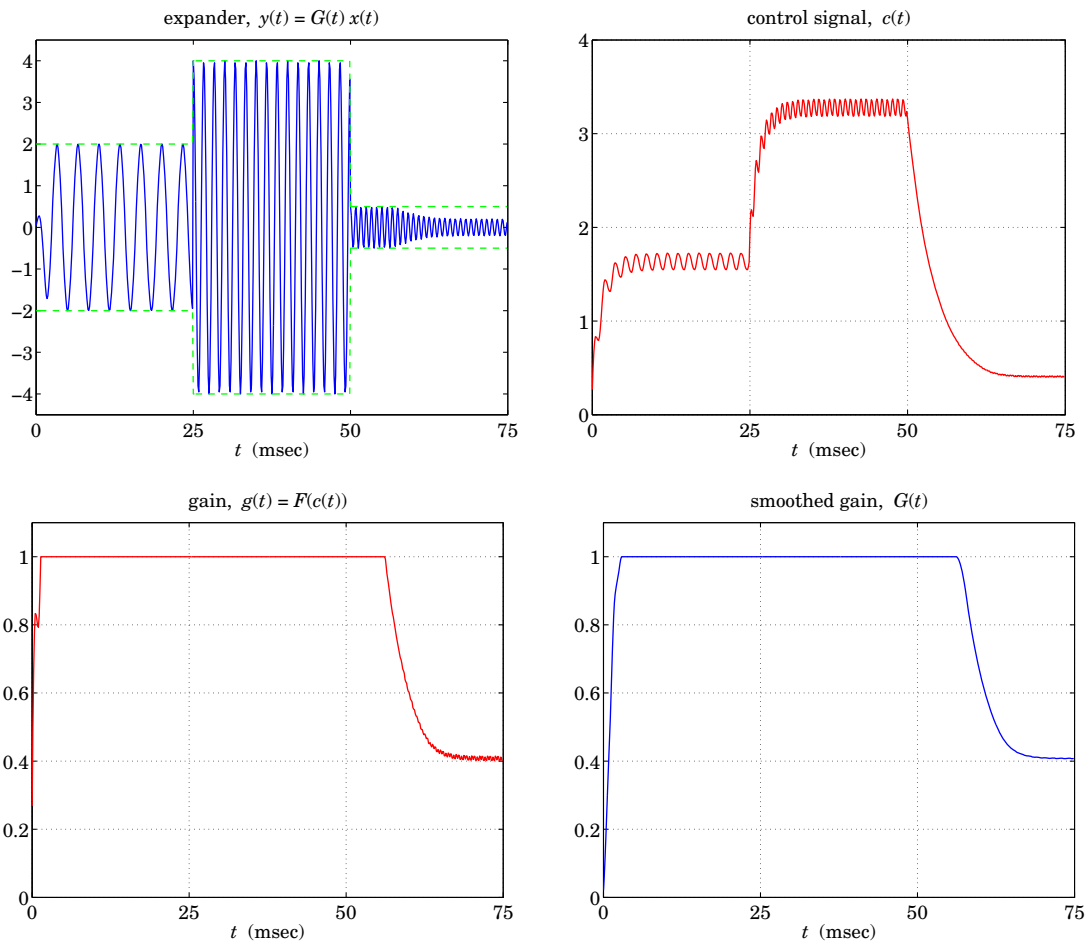 expander, y(t) = G(t) x(t)
4
3
2
1
0
−1
−2
−3
−4
0 25 50 75
t (msec)
control signal, c(t)
4
3
2
1
0
0 25 50 75
t (msec)
gain, g(t) = F(c(t))
1
0.8
0.6
0.4
0.2
0
0 25 50 75
t (msec)
smoothed gain, G(t)
1
0.8
0.6
0.4
0.2
0
0 25 50 75
t (msec)